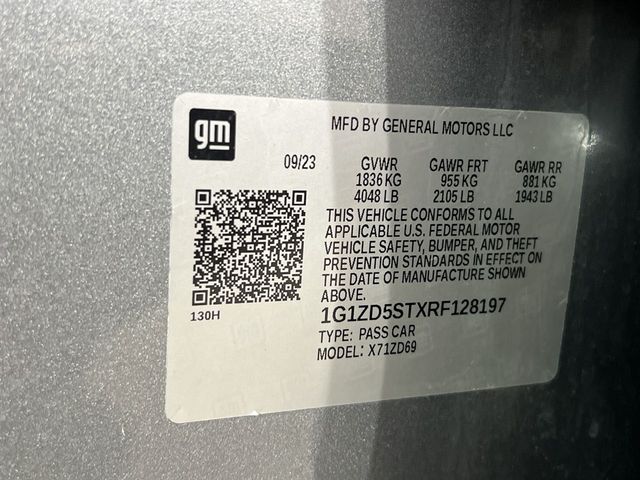 gm
MFD BY GENERAL MOTORS LLC
09/23 GVWR GAWR FRT GAWR RR
1836 KG 955 KG 881 KG
4048 LB 2105 LB 1943 LB
THIS VEHICLE CONFORMS TO ALL
APPLICABLE U.S. FEDERAL MOTOR
VEHICLE SAFETY, BUMPER, AND THEFT
PREVENTION STANDARDS IN EFFECT ON
THE DATE OF MANUFACTURE SHOWN
ABOVE.
130H
1G1ZD5STXRF128197
TYPE: PASS CAR
MODEL: X71ZD69